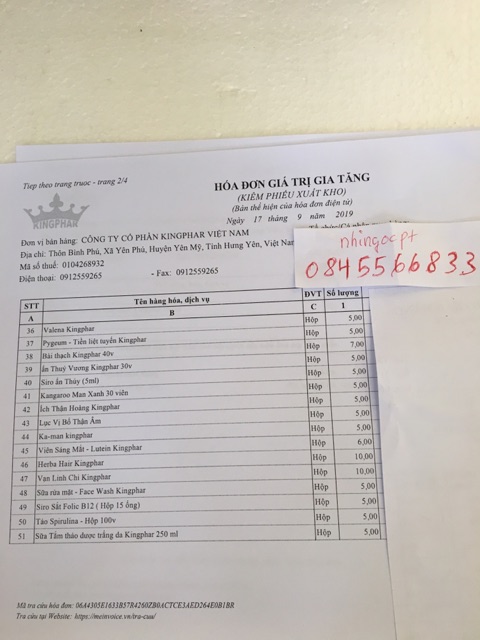 Tiep theo trang truoc - trang 2/4
HÓA ĐƠN GIÁ TRỊ GIA TĂNG
(KIÊM PHIẾU XUẤT KHO)
(Bản thể hiện của hóa đơn điện tử)
Ngày 17 tháng 9 năm 2019
KINGPHAR
Đơn vị bán hàng: CÔNG TY CỔ PHẦN KINGPHAR VIỆT NAM
Địa chỉ: Thôn Bình Phú, Xã Yên Phú, Huyện Yên Mỹ, Tỉnh Hưng Yên, Việt Nam
Mã số thuế: 0104268932
Điện thoại: 0912559265 - Fax: 0912559265
nhingocpt
0845566833
STT Tên hàng hóa, dịch vụ ĐVT Số lượng
A B C 1
36 Valena Kingphar Hộp 5,00
37 Pygeum - Tiền liệt tuyến Kingphar Hộp 5,00
38 Bài thạch Kingphar 40v Hộp 7,00
39 Ẩn Thuỷ Vương Kingphar 30v Hộp 5,00
40 Siro ấn Thủy (5ml) Hộp 5,00
41 Kangaroo Man Xanh 30 viên Hộp 5,00
42 Ích Thận Hoàng Kingphar Hộp 5,00
43 Lục Vị Bổ Thận Âm Hộp 5,00
44 Ka-man kingphar Hộp 5,00
45 Viên Sáng Mắt - Lutein Kingphar Hộp 6,00
46 Herba Hair Kingphar Hộp 10,00
47 Vạn Linh Chi Kingphar Hộp 10,00
48 Sữa rửa mặt - Face Wash Kingphar Hộp 5,00
49 Siro Sắt Folic B12 ( Hộp 15 ống) Hộp 5,00
50 Tảo Spirulina - Hộp 100v Hộp 5,00
51 Sữa Tắm thảo dược trắng da Kingphar 250 ml Hộp 5,00
Mã tra cứu hóa đơn: 06A4305E1633B57B4260ZB0ACTCE3AED264E0B1BR
Tra cứu tại Website: https://meinvoice.vn/tra-cuu/